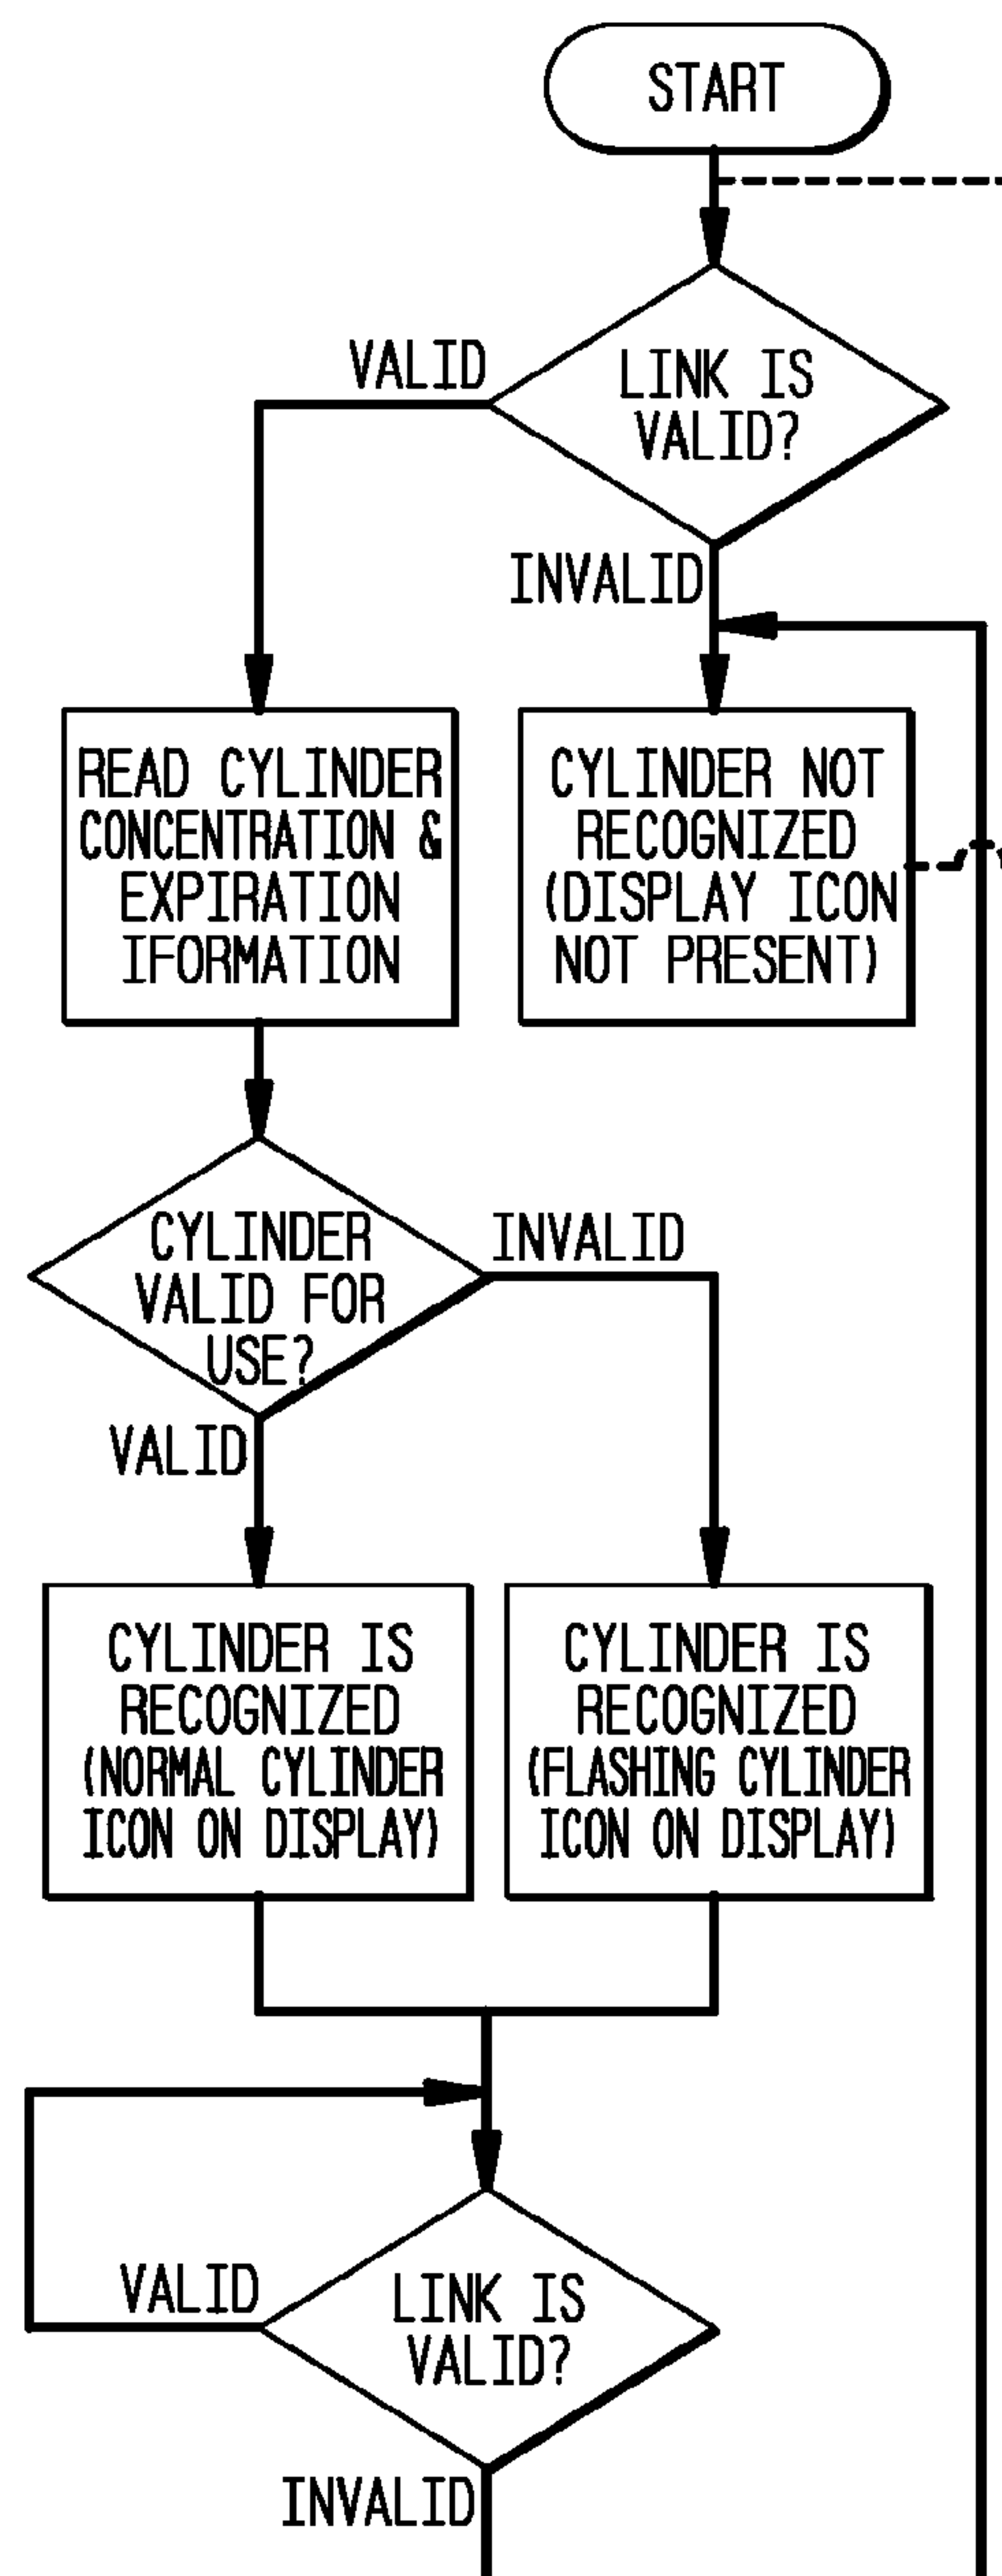 START
VALID
LINK IS
VALID?
INVALID
READ CYLINDER
CONCENTRATION &
EXPIRATION
IFORMATION
CYLINDER NOT
RECOGNIZED
(DISPLAY ICON
NOT PRESENT)
CYLINDER
VALID FOR
USE?
INVALID
VALID
CYLINDER IS
RECOGNIZED
(NORMAL CYLINDER
ICON ON DISPLAY)
CYLINDER IS
RECOGNIZED
(FLASHING CYLINDER
ICON ON DISPLAY)
VALID
LINK IS
VALID?
INVALID